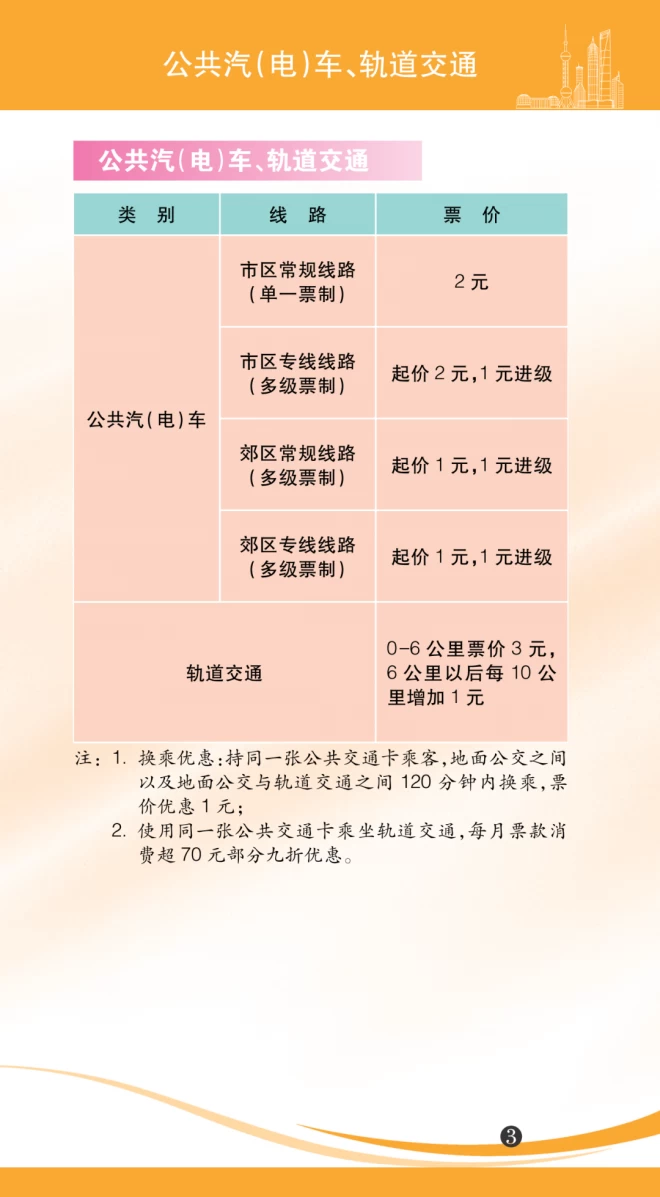 公共汽(电)车、轨道交通
公共汽(电)车、轨道交通
类 别 线 路 票 价
公共汽(电)车
市区常规线路
(单一票制)
2 元
市区专线线路
(多级票制)
起价 2 元,1 元进级
郊区常规线路
(多级票制)
起价 1 元,1 元进级
郊区专线线路
(多级票制)
起价 1 元,1 元进级
轨道交通
0-6 公里票价 3 元,
6 公里以后每 10 公
里增加 1 元
注: 1. 换乘优惠:持同一张公共交通卡乘客,地面公交之间
以及地面公交与轨道交通之间 120 分钟内换乘,票
价优惠 1 元;
2. 使用同一张公共交通卡乘坐轨道交通,每月票款消
费超 70 元部分九折优惠。
3